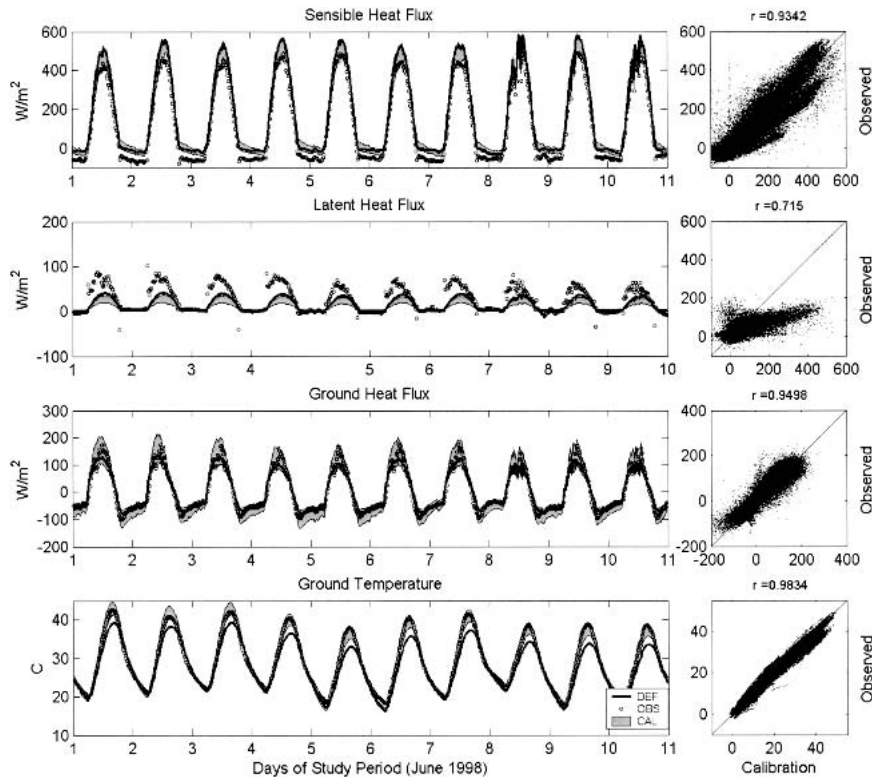 Sensible Heat Flux
r =0.9342
600
400
200
0
W/m²
1 2 3 4 5 6 7 8 9 10 11
600
400
200
0
0 200 400 600
Observed
Latent Heat Flux
r =0.715
200
100
0
-100
W/m²
1 2 3 4 5 6 7 8 9 10
600
400
200
0
0 200 400 600
Observed
Ground Heat Flux
r =0.9498
300
200
100
0
-100
-200
W/m²
1 2 3 4 5 6 7 8 9 10 11
400
200
0
-200
-200 0 200 400
Observed
Ground Temperature
r =0.9834
40
30
20
10
C
DEF
OBS
CAL
1 2 3 4 5 6 7 8 9 10 11
Days of Study Period (June 1998)
40
20
0
0 20 40
Observed
Calibration